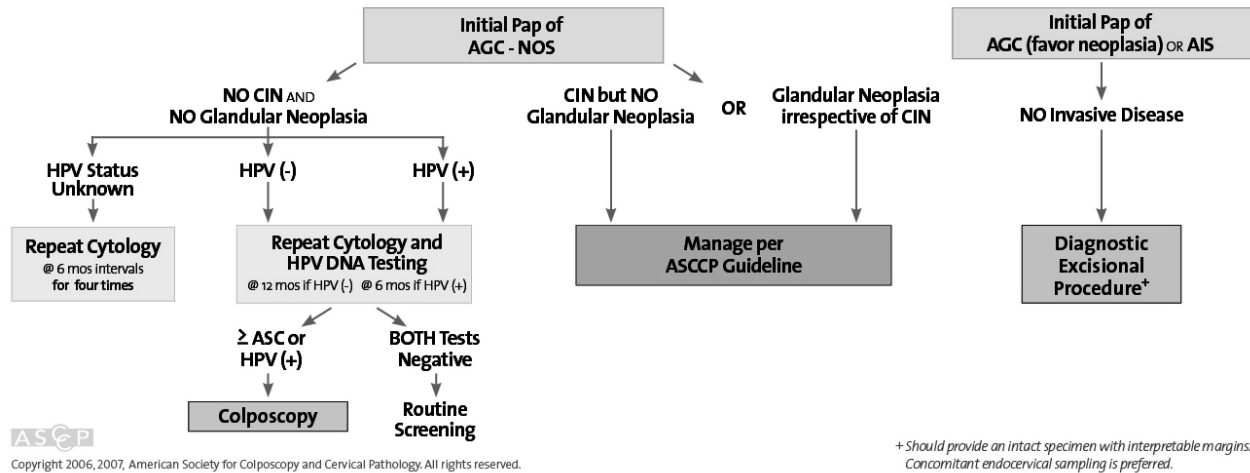 Initial Pap of
AGC - NOS
Initial Pap of
AGC (favor neoplasia) OR AIS
NO CIN AND
NO Glandular Neoplasia
CIN but NO
Glandular Neoplasia
OR
Glandular Neoplasia
irrespective of CIN
NO Invasive Disease
HPV Status
Unknown
HPV (-)
HPV (+)
Repeat Cytology
@ 6 mos intervals
for four times
Repeat Cytology and
HPV DNA Testing
@ 12 mos if HPV (-) @ 6 mos if HPV (+)
Manage per
ASCCP Guideline
Diagnostic
Excisional
Procedure+
≥ ASC or
HPV (+)
BOTH Tests
Negative
Colposcopy
Routine
Screening
ASCCP
Copyright 2006, 2007, American Society for Colposcopy and Cervical Pathology. All rights reserved.
+ Should provide an intact specimen with interpretable margins.
Concomitant endocervical sampling is preferred.